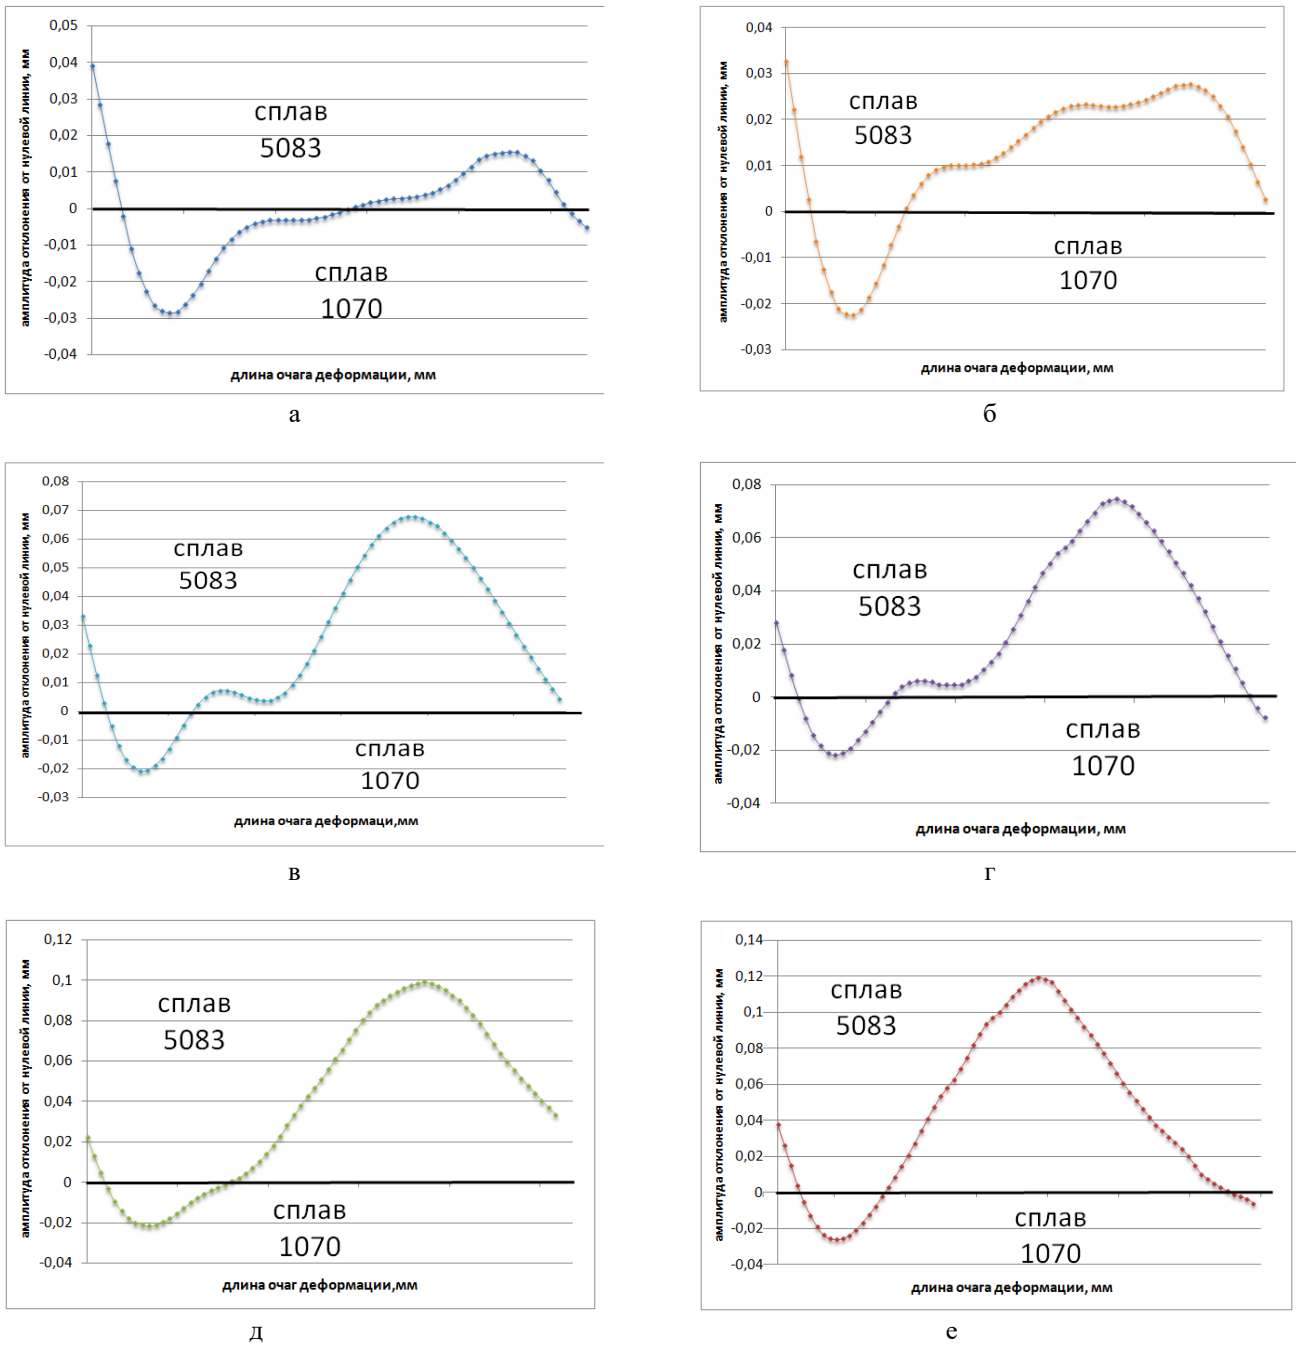 амплитуда отклонения от нулевой линии, мм
0,05
0,04
0,03
0,02
0,01
0
-0,01
-0,02
-0,03
-0,04
сплав
5083
сплав
1070
длина очага деформации, мм
а
амплитуда отклонения от нулевой линии, мм
0,04
0,03
0,02
0,01
0
-0,01
-0,02
-0,03
сплав
5083
сплав
1070
длина очага деформации, мм
б
амплитуда отклонения от нулевой линии, мм
0,08
0,07
0,06
0,05
0,04
0,03
0,02
0,01
0
-0,01
-0,02
-0,03
сплав
5083
сплав
1070
длина очага деформаци,мм
в
амплитуда отклонения от нулевой линии, мм
0,08
0,06
0,04
0,02
0
-0,02
-0,04
сплав
5083
сплав
1070
длина очага деформации, мм
г
амплитуда отклонения от нулевой линии, мм
0,12
0,1
0,08
0,06
0,04
0,02
0
-0,02
-0,04
сплав
5083
сплав
1070
длина очаг деформации,мм
д
амплитуда отклонения от нулевой линии, мм
0,14
0,12
0,1
0,08
0,06
0,04
0,02
0
-0,02
-0,04
сплав
5083
сплав
1070
длина очага деформации, мм
е